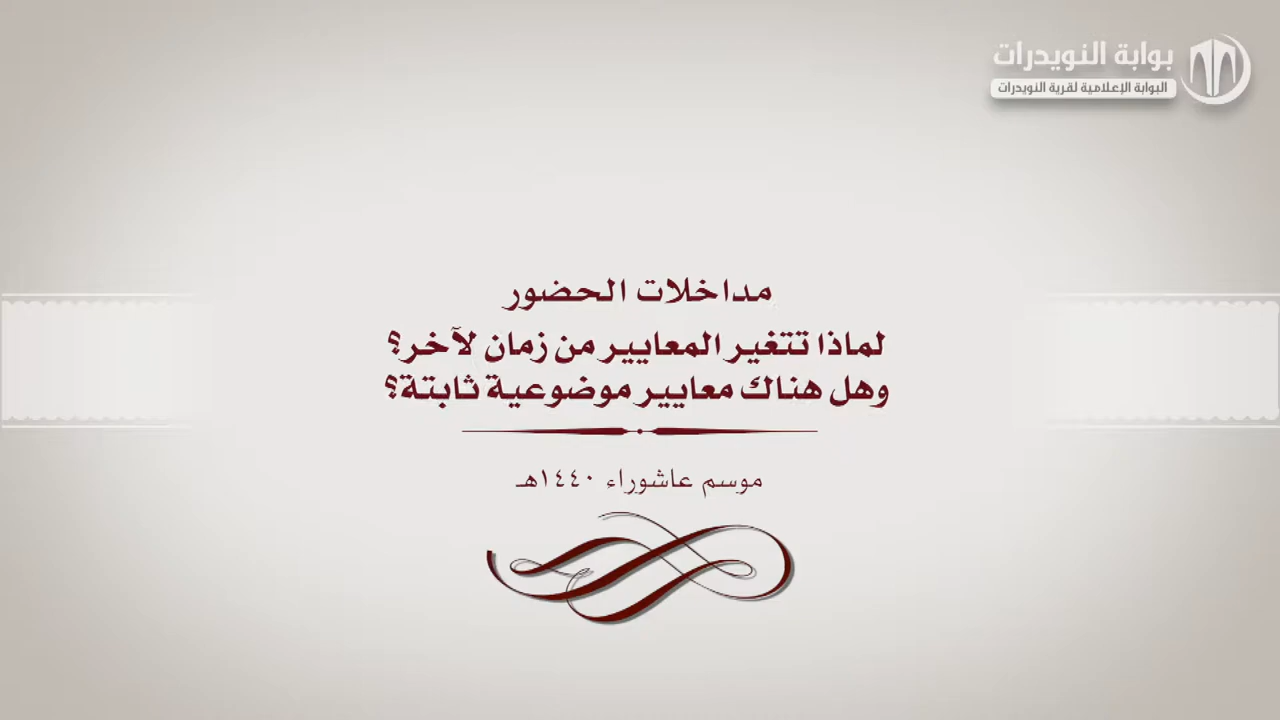 بوابة النويدرات
البوابة الإعلامية لقرية النويدرات
مداخلات الحضور
لماذا تتغير المعايير من زمان لآخر؟
وهل هناك معايير موضوعية ثابتة؟
موسم عاشوراء ١٤٤٠هـ